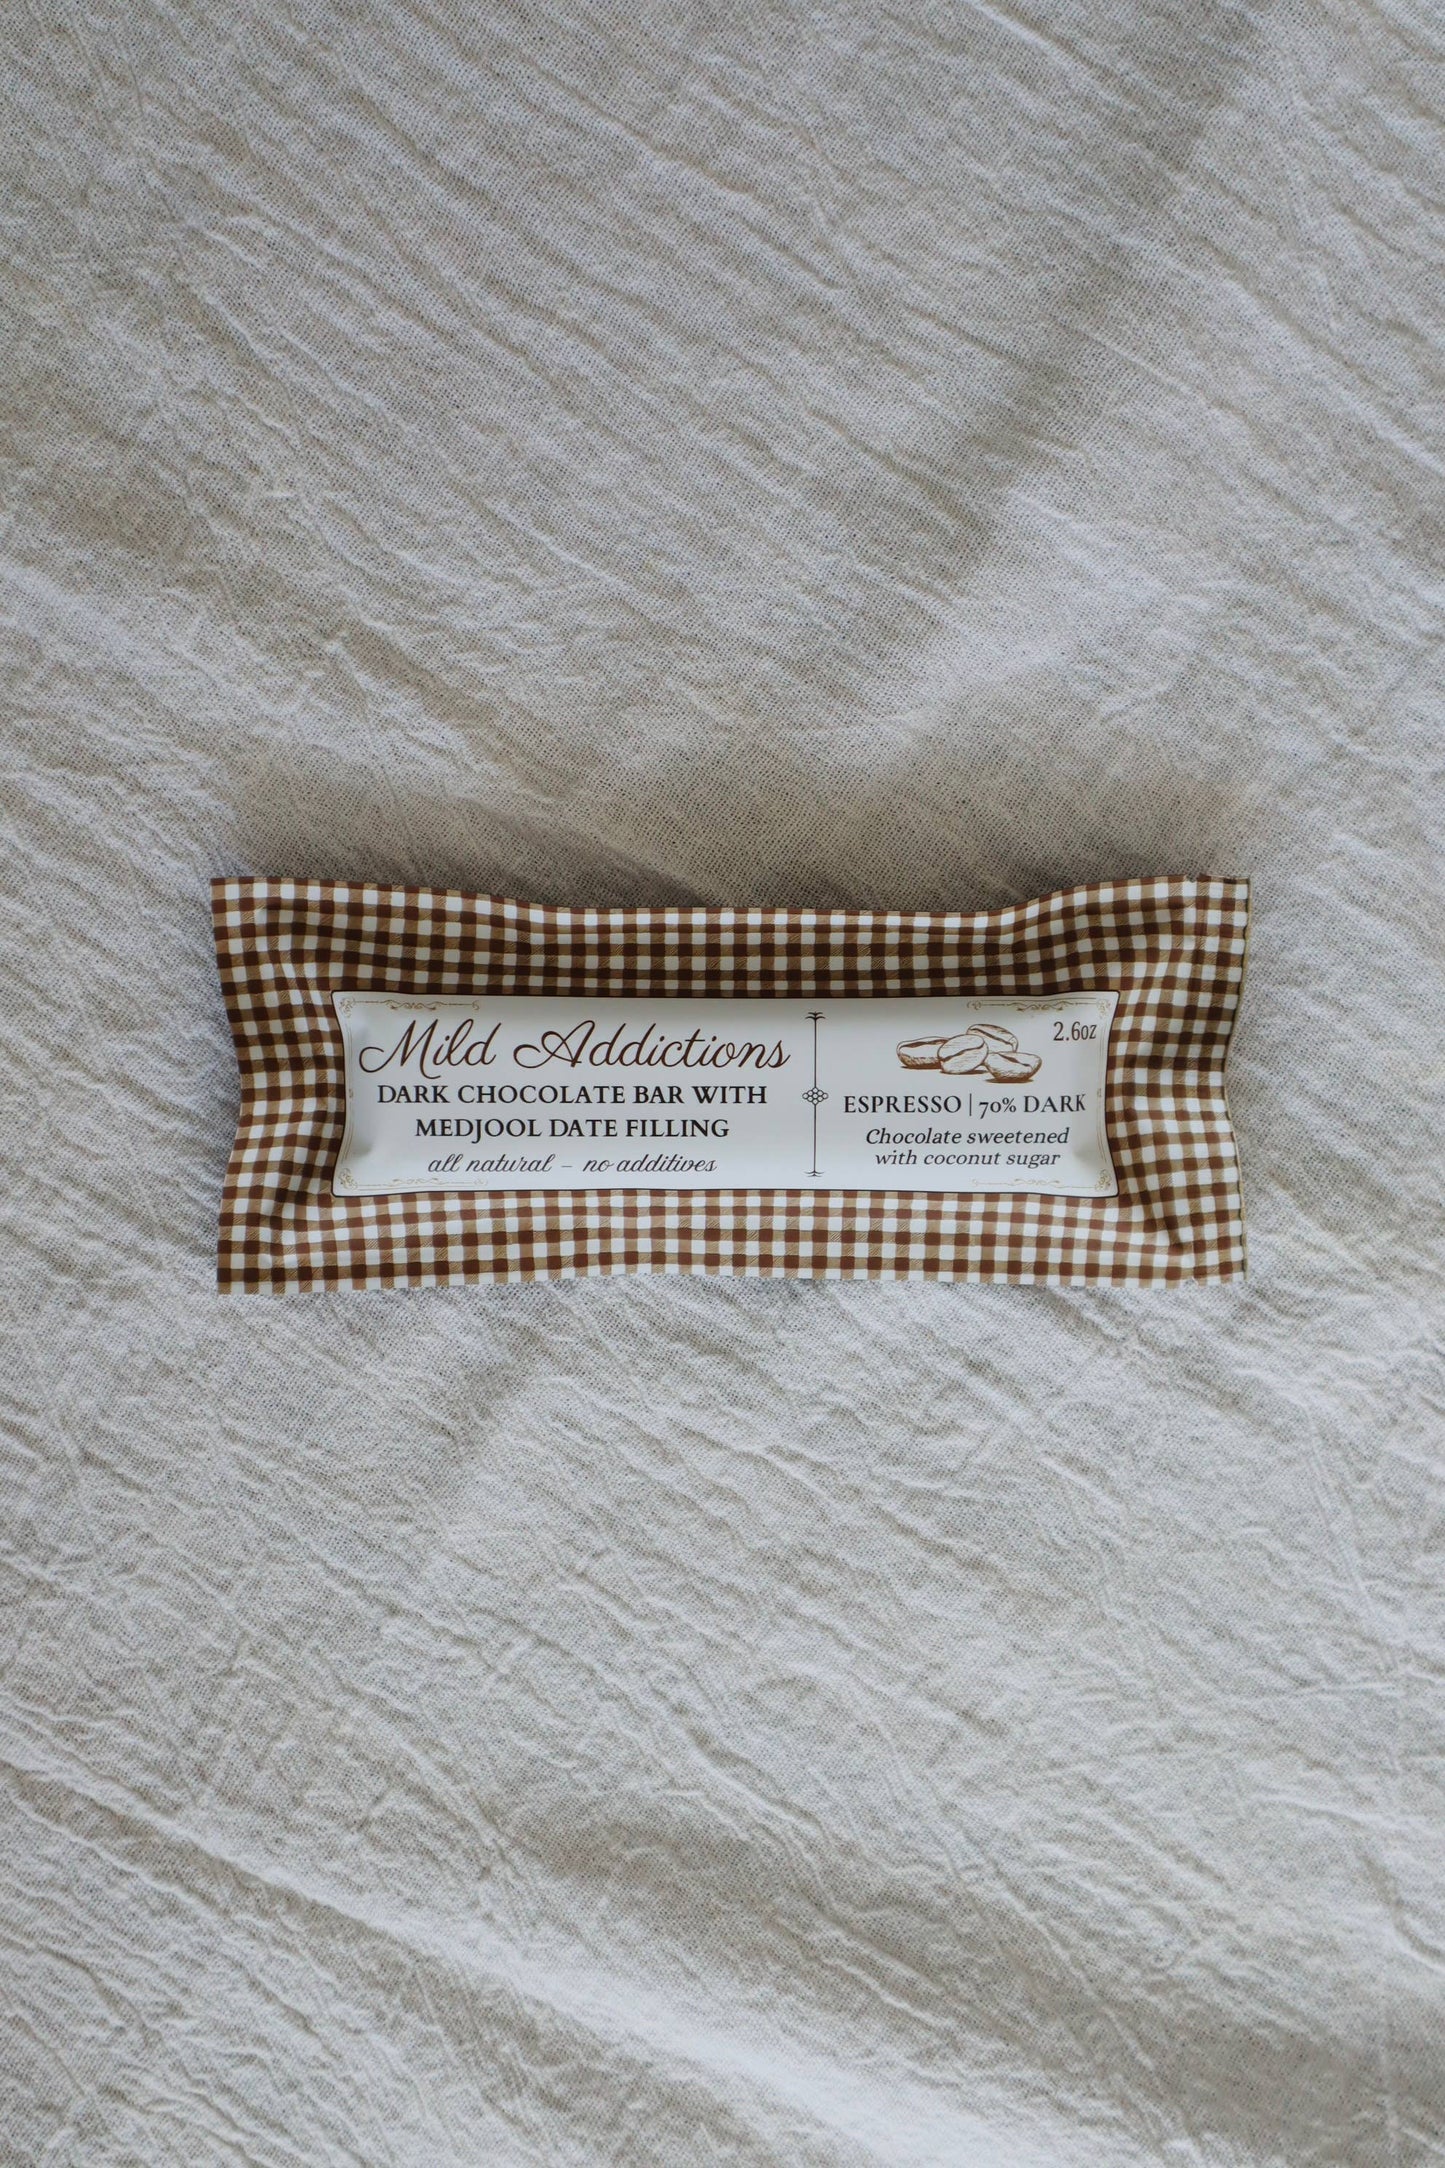 Mild Addictions
DARK CHOCOLATE BAR WITH
MEDJOOL DATE FILLING
all natural – no additives
2.6oz
ESPRESSO | 70% DARK
Chocolate sweetened
with coconut sugar